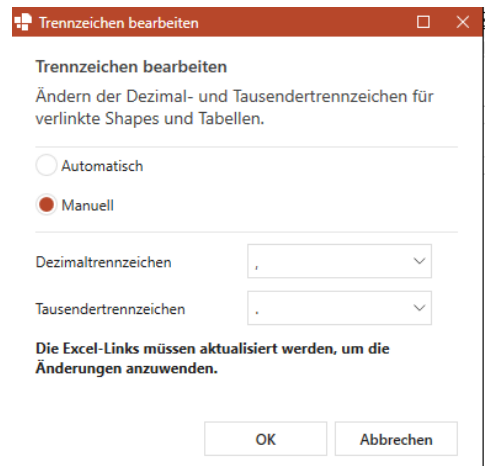 Trennzeichen bearbeiten
Trennzeichen bearbeiten
Ändern der Dezimal- und Tausendertrennzeichen für
verlinkte Shapes und Tabellen.
Automatisch
Manuell
Dezimaltrennzeichen ,
Tausendertrennzeichen .
Die Excel-Links müssen aktualisiert werden, um die
Änderungen anzuwenden.
OK Abbrechen